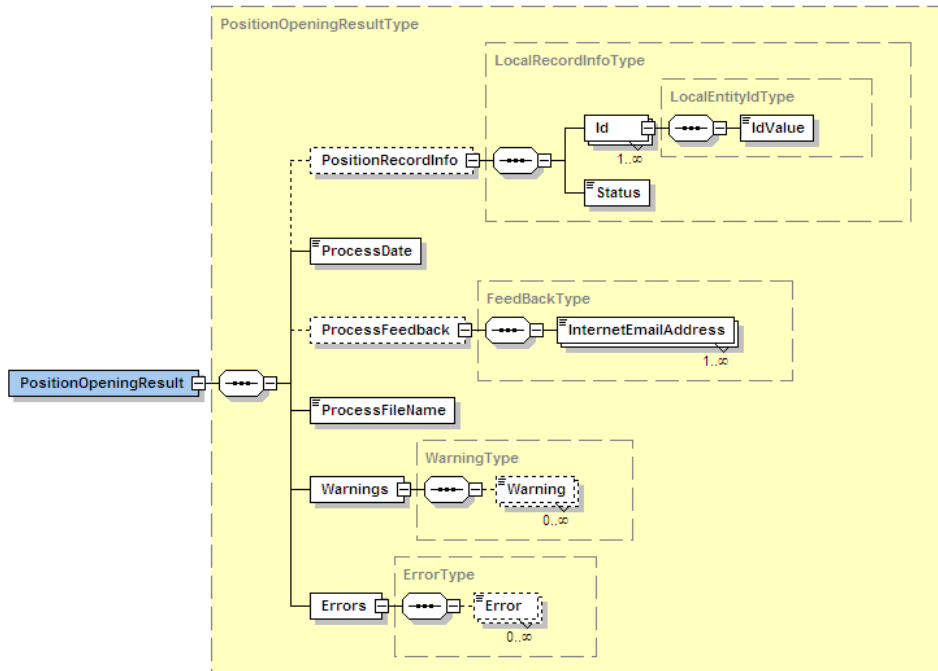 PositionOpeningResultType
LocalRecordInfoType
LocalEntityIdType
Id
IdValue
1..∞
PositionRecordInfo
Status
ProcessDate
FeedBackType
ProcessFeedback
InternetEmailAddress
1..∞
PositionOpeningResult
ProcessFileName
WarningType
Warnings
Warning
0..∞
ErrorType
Errors
Error
0..∞